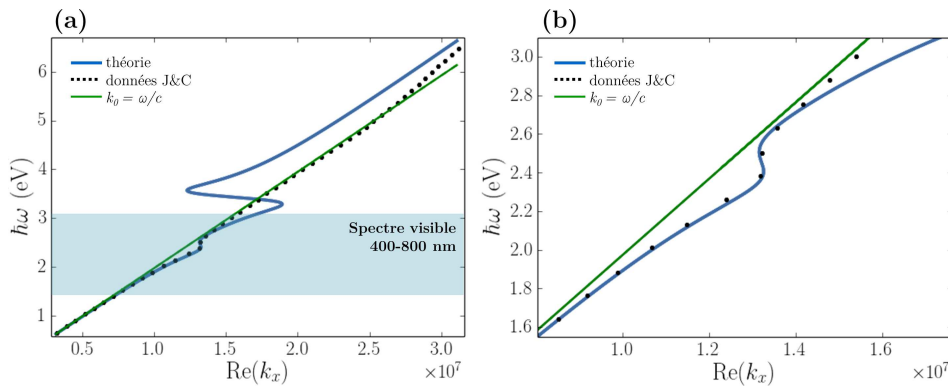 (a)
(b)
théorie
données J&C
k₀ = ω/c
Spectre visible
400-800 nm
ħω (eV)
6
5
4
3
2
1
0.5
1.0
1.5
2.0
2.5
3.0
Re(kₓ)
×10⁷
théorie
données J&C
k₀ = ω/c
ħω (eV)
3.0
2.8
2.6
2.4
2.2
2.0
1.8
1.6
1.0
1.2
1.4
1.6
Re(kₓ)
×10⁷